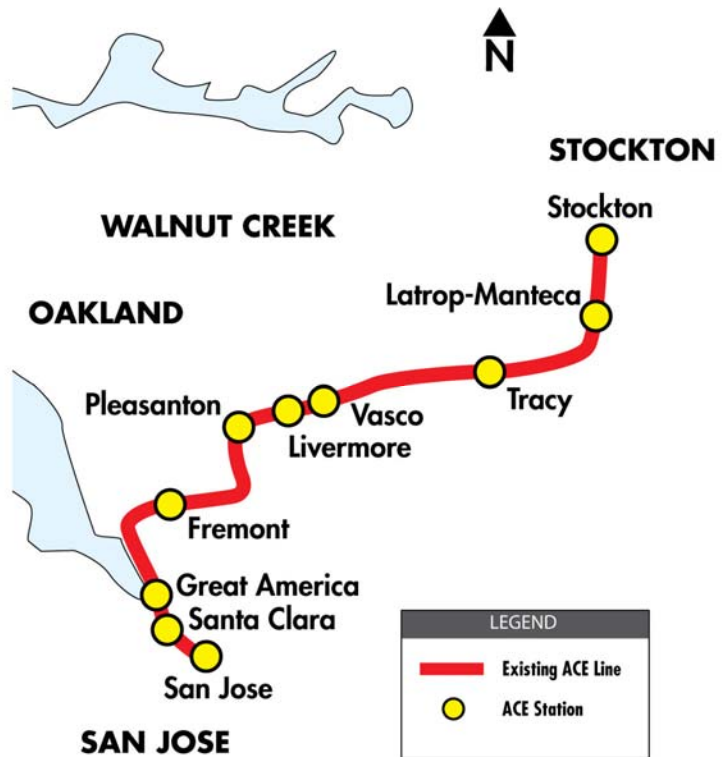 N
STOCKTON
Stockton
WALNUT CREEK
Latrop-Manteca
OAKLAND
Pleasanton
Vasco
Tracy
Livermore
Fremont
Great America
Santa Clara
San Jose
SAN JOSE
LEGEND
Existing ACE Line
ACE Station